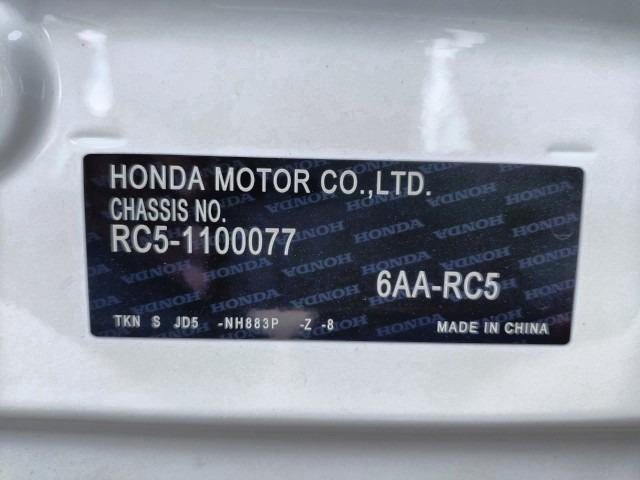 HONDA MOTOR CO.,LTD.
CHASSIS NO.
RC5-1100077
6AA-RC5
TKN S JD5 -NH883P -Z -8
MADE IN CHINA